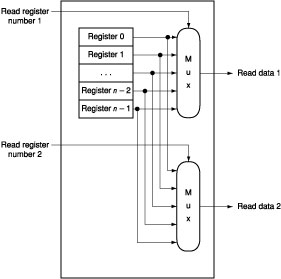 Read register
number 1
Register 0
Register 1
. . .
Register n – 2
Register n – 1
M
u
x
Read data 1
Read register
number 2
M
u
x
Read data 2